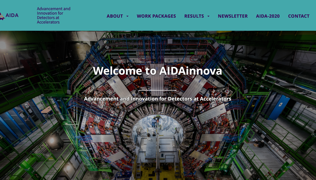 AIDA
Advancement and
Innovation for
Detectors at
Accelerators
ABOUT WORK PACKAGES RESULTS NEWSLETTER AIDA-2020 CONTACT
Welcome to AIDAinnova
Advancement and Innovation for Detectors at Accelerators